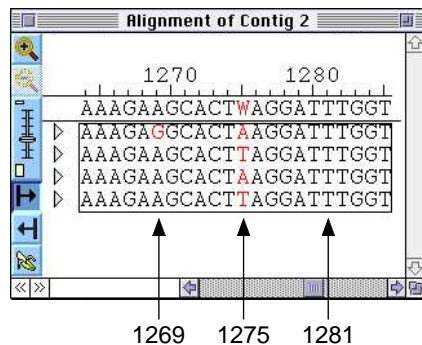 Alignment of Contig 2
1270 1280
AAAGAAGCACTWAGGATTTGGT
AAAGAGGCACTAAGGATTTGGT
AAAGAAGCACTTAGGATTTGGT
AAAGAAGCACTAAGGATTTGGT
AAAGAAGCACTTAGGATTTGGT
1269 1275 1281